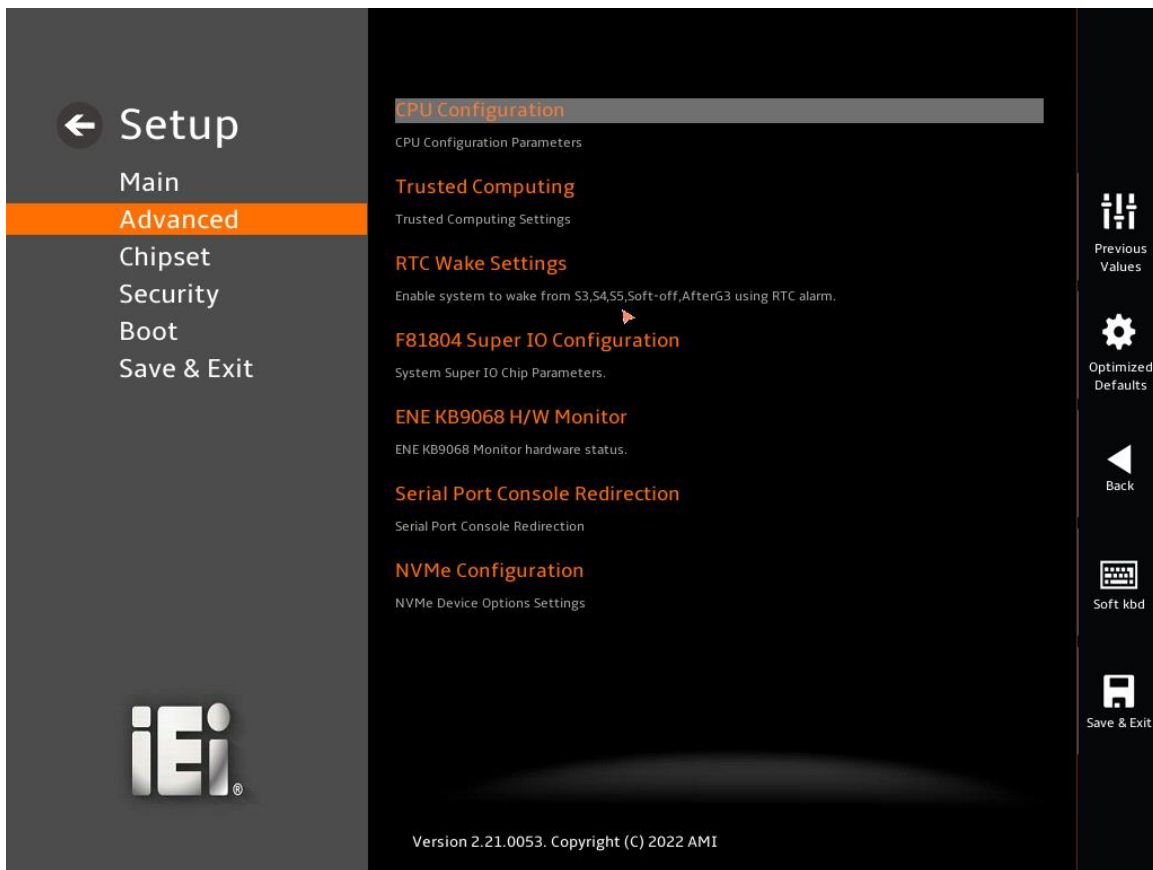 Setup
Main
Advanced
Chipset
Security
Boot
Save & Exit
iEi®
CPU Configuration
CPU Configuration Parameters
Trusted Computing
Trusted Computing Settings
RTC Wake Settings
Enable system to wake from S3,S4,S5,Soft-off,AfterG3 using RTC alarm.
F81804 Super IO Configuration
System Super IO Chip Parameters.
ENE KB9068 H/W Monitor
ENE KB9068 Monitor hardware status.
Serial Port Console Redirection
Serial Port Console Redirection
NVMe Configuration
NVMe Device Options Settings
Version 2.21.0053. Copyright (C) 2022 AMI
Previous
Values
Optimized
Defaults
Back
Soft kbd
Save & Exit